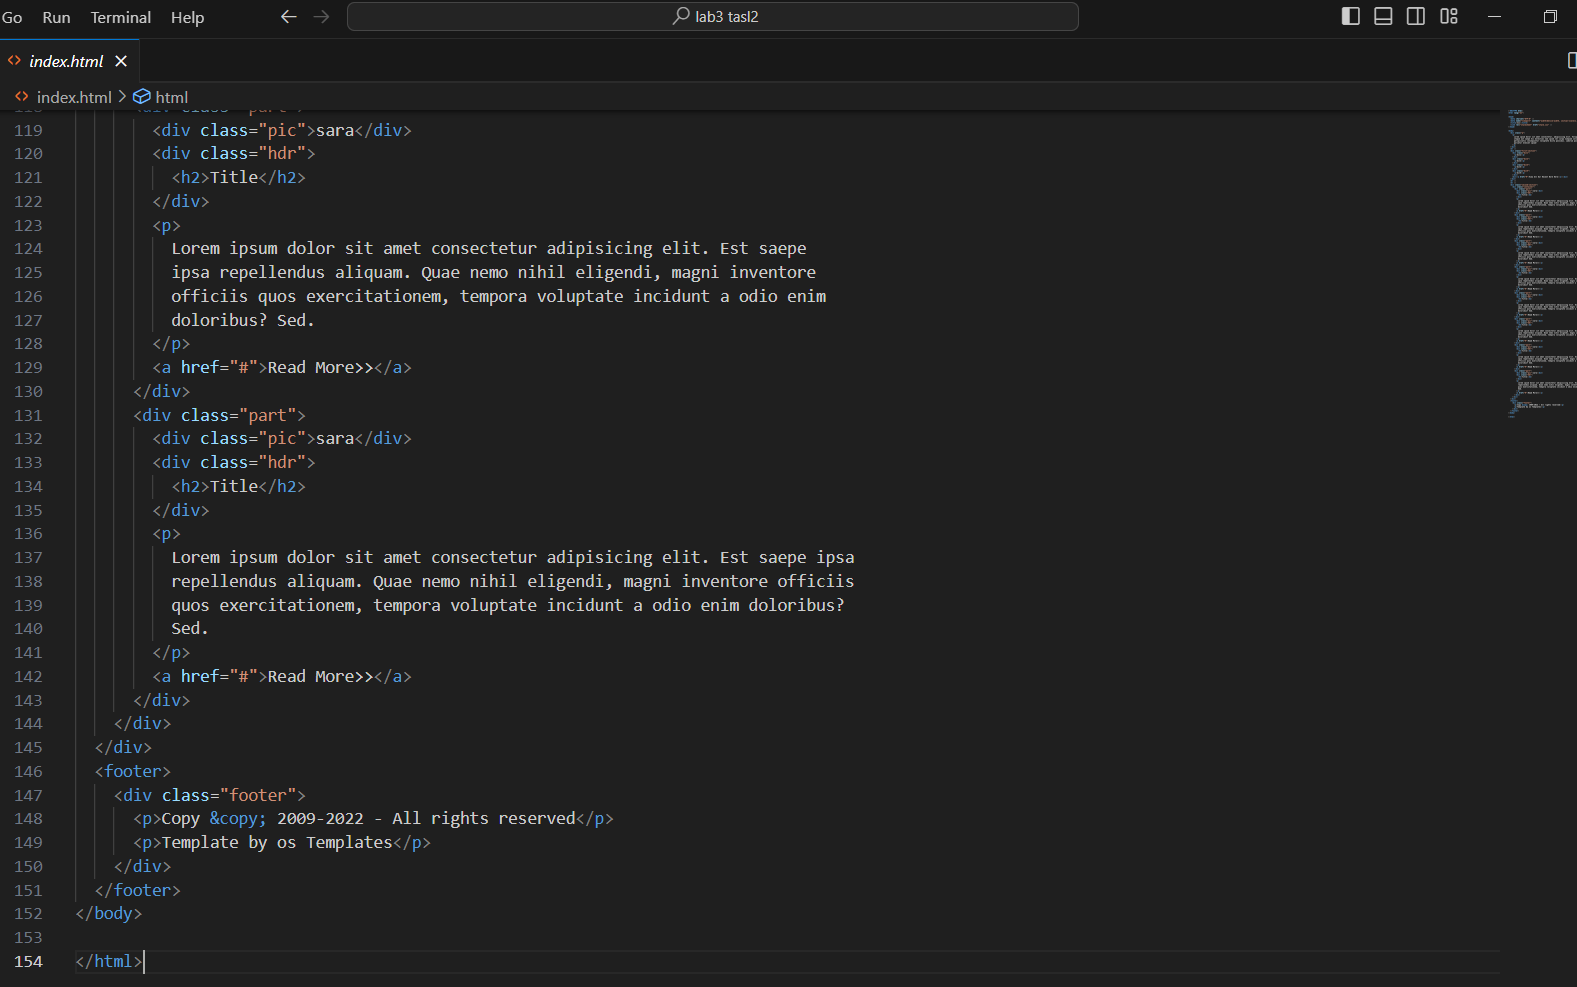 Go Run Terminal Help lab3 tasl2
index.html
index.html > html
119 <div class="pic">sara</div>
120 <div class="hdr">
121 <h2>Title</h2>
122 </div>
123 <p>
124 Lorem ipsum dolor sit amet consectetur adipisicing elit. Est saepe
125 ipsa repellendus aliquam. Quae nemo nihil eligendi, magni inventore
126 officiis quos exercitationem, tempora voluptate incidunt a odio enim
127 doloribus? Sed.
128 </p>
129 <a href="#">Read More>></a>
130 </div>
131 <div class="part">
132 <div class="pic">sara</div>
133 <div class="hdr">
134 <h2>Title</h2>
135 </div>
136 <p>
137 Lorem ipsum dolor sit amet consectetur adipisicing elit. Est saepe ipsa
138 repellendus aliquam. Quae nemo nihil eligendi, magni inventore officiis
139 quos exercitationem, tempora voluptate incidunt a odio enim doloribus?
140 Sed.
141 </p>
142 <a href="#">Read More>></a>
143 </div>
144 </div>
145 </div>
146 <footer>
147 <div class="footer">
148 <p>Copy &copy; 2009-2022 - All rights reserved</p>
149 <p>Template by os Templates</p>
150 </div>
151 </footer>
152 </body>
153
154 </html>